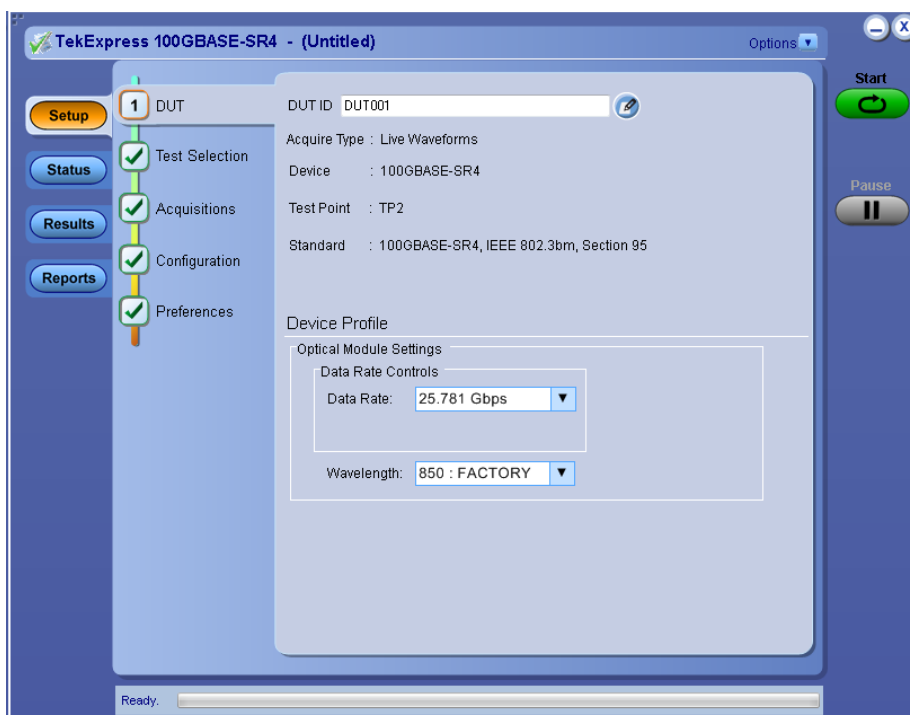 TekExpress 100GBASE-SR4 - (Untitled)
Options
X
Start
Pause
Setup
Status
Results
Reports
1 DUT
Test Selection
Acquisitions
Configuration
Preferences
DUT ID DUT001
Acquire Type : Live Waveforms
Device : 100GBASE-SR4
Test Point : TP2
Standard : 100GBASE-SR4, IEEE 802.3bm, Section 95
Device Profile
Optical Module Settings
Data Rate Controls
Data Rate: 25.781 Gbps
Wavelength: 850 : FACTORY
Ready.